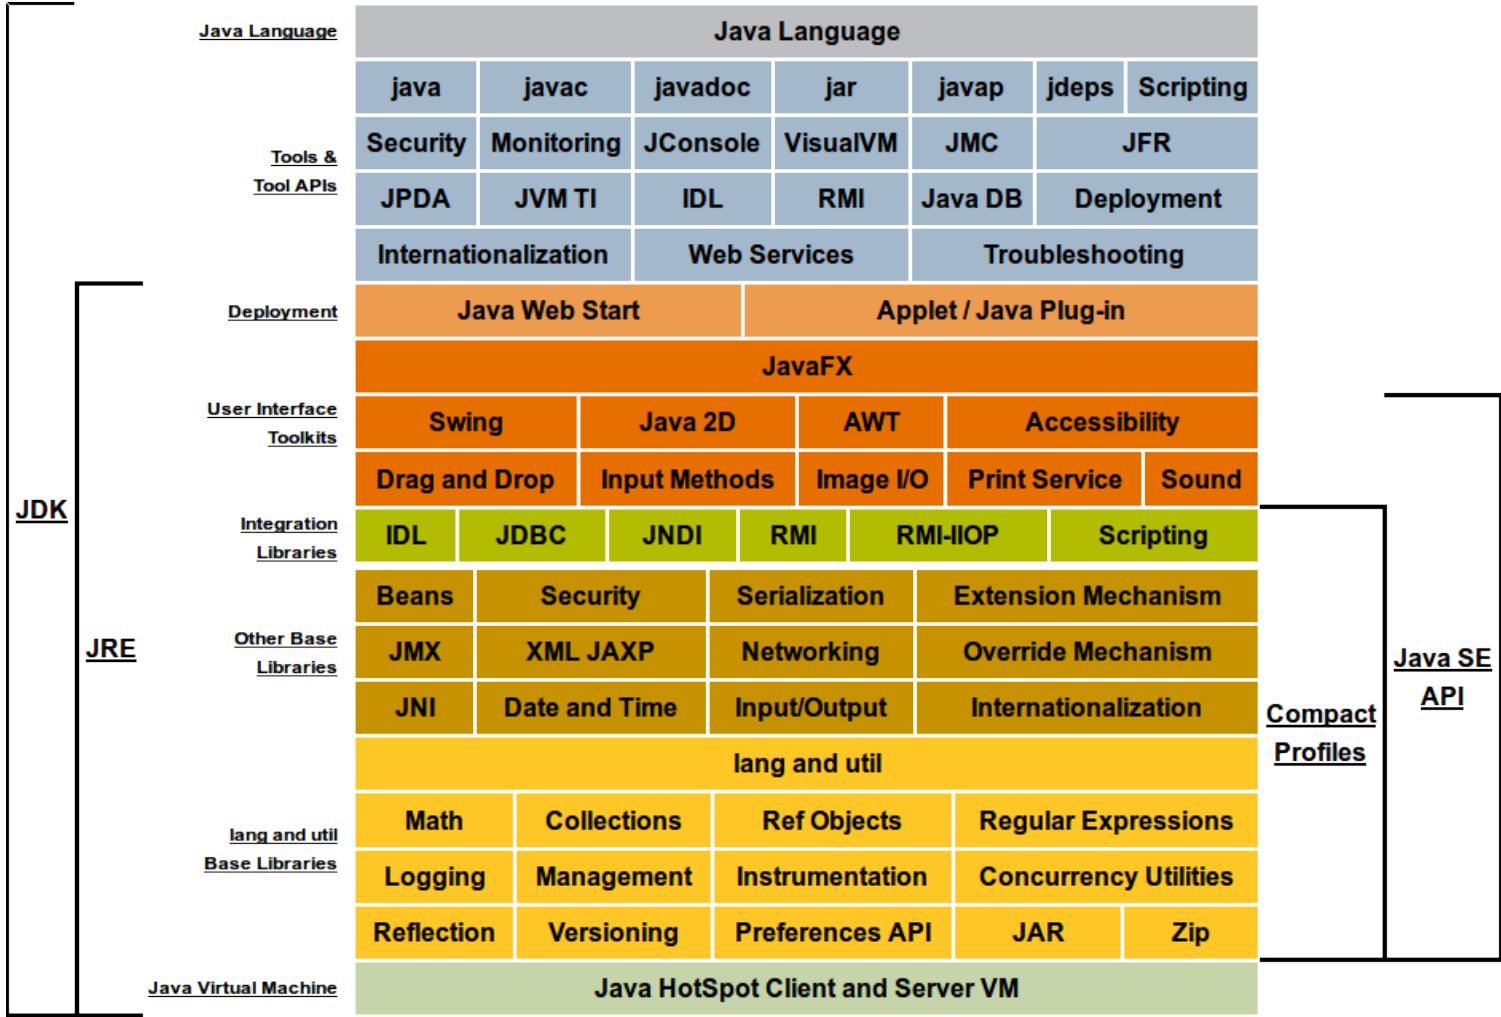 Java Language
Java Language
java javac javadoc jar javap jdeps Scripting
Tools &
Tool APIs
Security Monitoring JConsole VisualVM JMC JFR
JPDA JVM TI IDL RMI Java DB Deployment
Internationalization Web Services Troubleshooting
Deployment
Java Web Start Applet / Java Plug-in
JavaFX
User Interface
Toolkits
Swing Java 2D AWT Accessibility
Drag and Drop Input Methods Image I/O Print Service Sound
Integration
Libraries
IDL JDBC JNDI RMI RMI-IIOP Scripting
Other Base
Libraries
Beans Security Serialization Extension Mechanism
JMX XML JAXP Networking Override Mechanism
JNI Date and Time Input/Output Internationalization
lang and util
lang and util
Base Libraries
Math Collections Ref Objects Regular Expressions
Logging Management Instrumentation Concurrency Utilities
Reflection Versioning Preferences API JAR Zip
Java Virtual Machine
Java HotSpot Client and Server VM
JDK
JRE
Compact
Profiles
Java SE
API